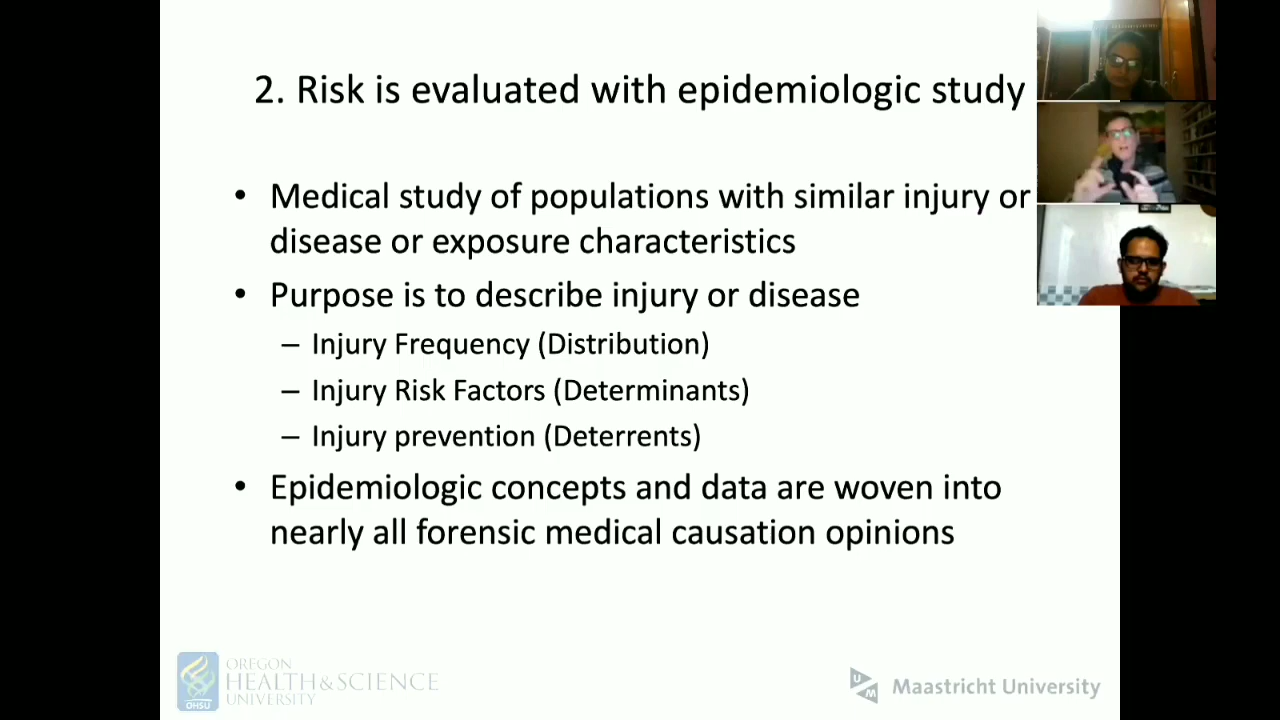 2. Risk is evaluated with epidemiologic study
• Medical study of populations with similar injury or
disease or exposure characteristics
• Purpose is to describe injury or disease
– Injury Frequency (Distribution)
– Injury Risk Factors (Determinants)
– Injury prevention (Deterrents)
• Epidemiologic concepts and data are woven into
nearly all forensic medical causation opinions
OHSU
OREGON
HEALTH&SCIENCE
UNIVERSITY
UM
Maastricht University